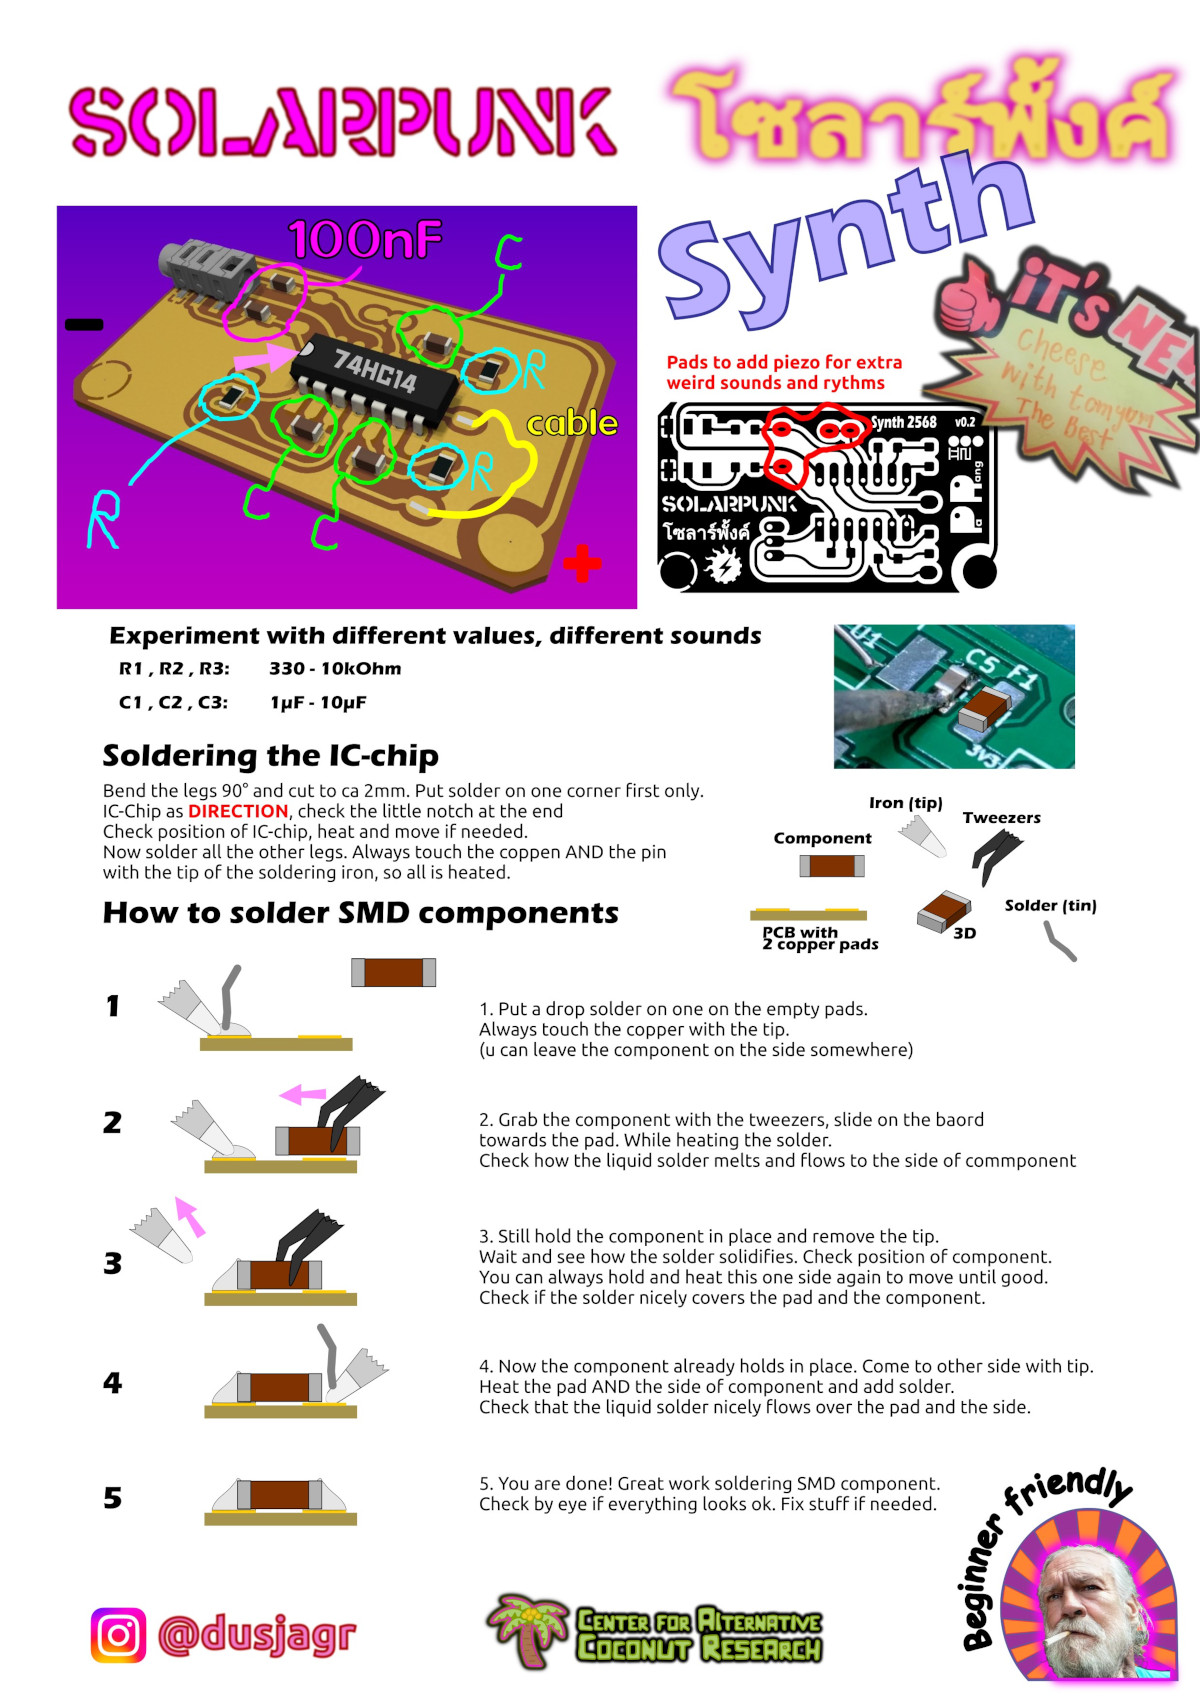 SOLARPUNK
โซลาร์พั้งค์
Synth
iT's NEW
Cheese
with tomyum
The Best
100nF
C
74HC14
R
cable
R
R
C
C
Pads to add piezo for extra
weird sounds and rythms
Synth 2568 v0.2
SOLARPUNK
โซลาร์พั้งค์
Experiment with different values, different sounds
R1 , R2 , R3: 330 - 10kOhm
C1 , C2 , C3: 1µF - 10µF
C5 F1
3V3
Soldering the IC-chip
Bend the legs 90° and cut to ca 2mm. Put solder on one corner first only.
IC-Chip as DIRECTION, check the little notch at the end
Check position of IC-chip, heat and move if needed.
Now solder all the other legs. Always touch the coppen AND the pin
with the tip of the soldering iron, so all is heated.
Iron (tip)
Tweezers
Component
Solder (tin)
PCB with
2 copper pads
3D
How to solder SMD components
1
1. Put a drop solder on one on the empty pads.
Always touch the copper with the tip.
(u can leave the component on the side somewhere)
2
2. Grab the component with the tweezers, slide on the baord
towards the pad. While heating the solder.
Check how the liquid solder melts and flows to the side of commponent
3
3. Still hold the component in place and remove the tip.
Wait and see how the solder solidifies. Check position of component.
You can always hold and heat this one side again to move until good.
Check if the solder nicely covers the pad and the component.
4
4. Now the component already holds in place. Come to other side with tip.
Heat the pad AND the side of component and add solder.
Check that the liquid solder nicely flows over the pad and the side.
5
5. You are done! Great work soldering SMD component.
Check by eye if everything looks ok. Fix stuff if needed.
Beginner friendly
@dusjagr
CENTER FOR ALTERNATIVE
COCONUT RESEARCH